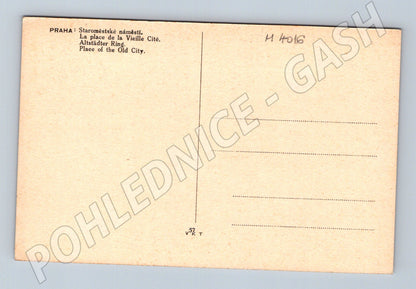 PRAHA: Staroměstské náměstí.
La place de la Vieille Cité.
Altstädter Ring.
Place of the Old City.
H 4016
POHLEDNICE - GASH
57
V K T